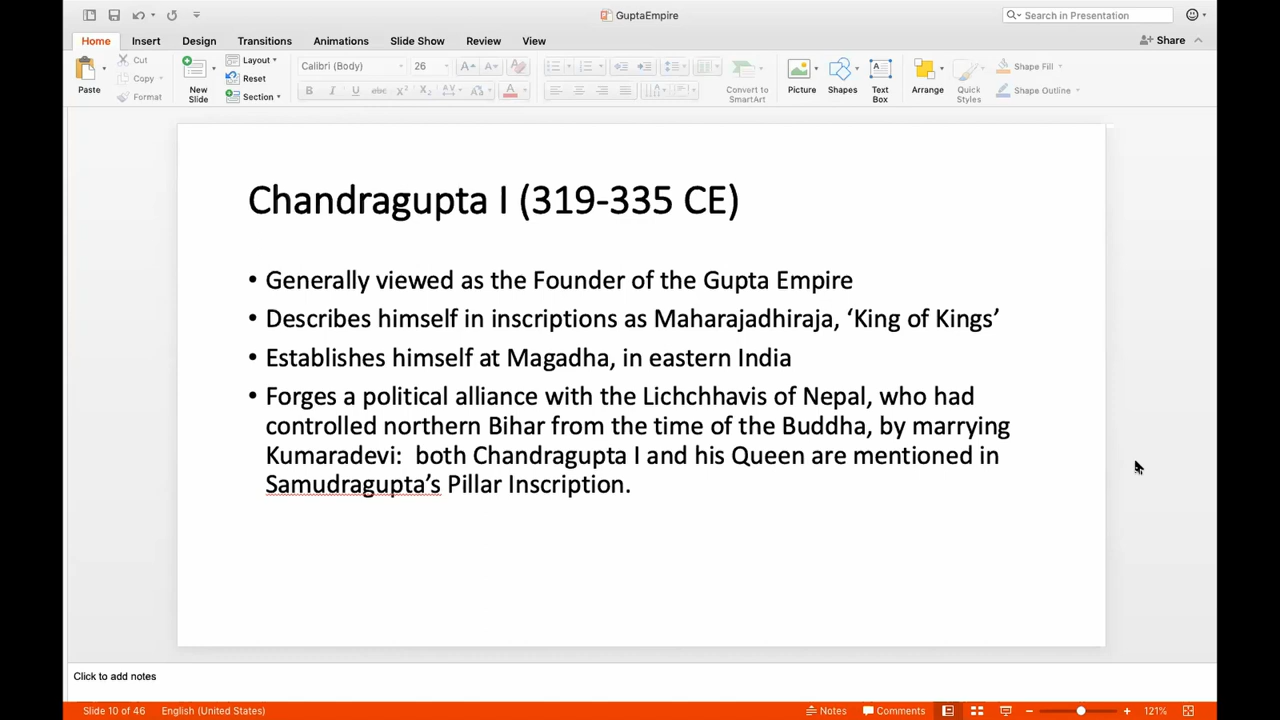 GuptaEmpire
Search in Presentation
Home Insert Design Transitions Animations Slide Show Review View
Share
Paste
Cut
Copy
Format
New
Slide
Layout
Reset
Section
Calibri (Body) 26
B I U abc X² X₂ AV Aa A
Convert to
SmartArt
Picture
Shapes
Text
Box
Arrange
Quick
Styles
Shape Fill
Shape Outline
Chandragupta I (319-335 CE)
• Generally viewed as the Founder of the Gupta Empire
• Describes himself in inscriptions as Maharajadhiraja, ‘King of Kings’
• Establishes himself at Magadha, in eastern India
• Forges a political alliance with the Lichchhavis of Nepal, who had
controlled northern Bihar from the time of the Buddha, by marrying
Kumaradevi:  both Chandragupta I and his Queen are mentioned in
Samudragupta’s Pillar Inscription.
Click to add notes
Slide 10 of 46 English (United States) Notes Comments 121%